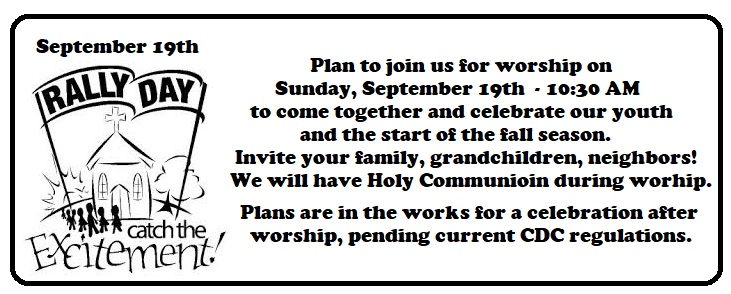 September 19th
RALLY DAY
catch the
Excitement!
Plan to join us for worship on
Sunday, September 19th - 10:30 AM
to come together and celebrate our youth
and the start of the fall season.
Invite your family, grandchildren, neighbors!
We will have Holy Communioin during worhip.
Plans are in the works for a celebration after
worship, pending current CDC regulations.